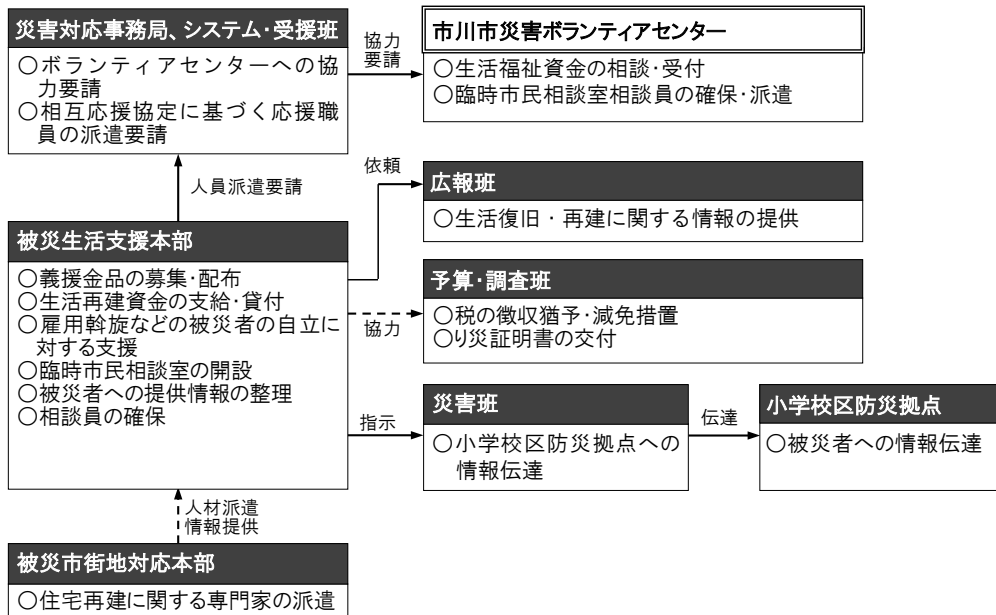 災害対応事務局、システム・受援班
○ボランティアセンターへの協
力要請
○相互応援協定に基づく応援職
員の派遣要請
協力
要請
市川市災害ボランティアセンター
○生活福祉資金の相談・受付
○臨時市民相談室相談員の確保・派遣
人員派遣要請
依頼
広報班
○生活復旧・再建に関する情報の提供
被災生活支援本部
○義援金品の募集・配布
○生活再建資金の支給・貸付
○雇用斡旋などの被災者の自立に
対する支援
○臨時市民相談室の開設
○被災者への提供情報の整理
○相談員の確保
協力
予算・調査班
○税の徴収猶予・減免措置
○り災証明書の交付
指示
災害班
○小学校区防災拠点への
情報伝達
伝達
小学校区防災拠点
○被災者への情報伝達
人材派遣
情報提供
被災市街地対応本部
○住宅再建に関する専門家の派遣